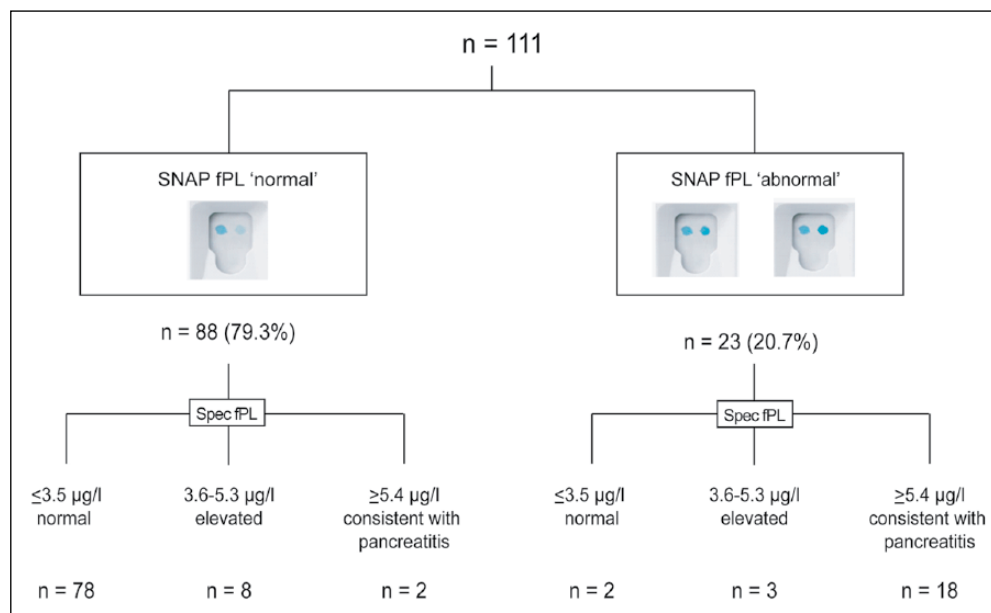 n = 111
SNAP fPL ‘normal’
SNAP fPL ‘abnormal’
n = 88 (79.3%)
n = 23 (20.7%)
Spec fPL
Spec fPL
≤3.5 µg/l
normal
3.6-5.3 µg/l
elevated
≥5.4 µg/l
consistent with
pancreatitis
≤3.5 µg/l
normal
3.6-5.3 µg/l
elevated
≥5.4 µg/l
consistent with
pancreatitis
n = 78
n = 8
n = 2
n = 2
n = 3
n = 18